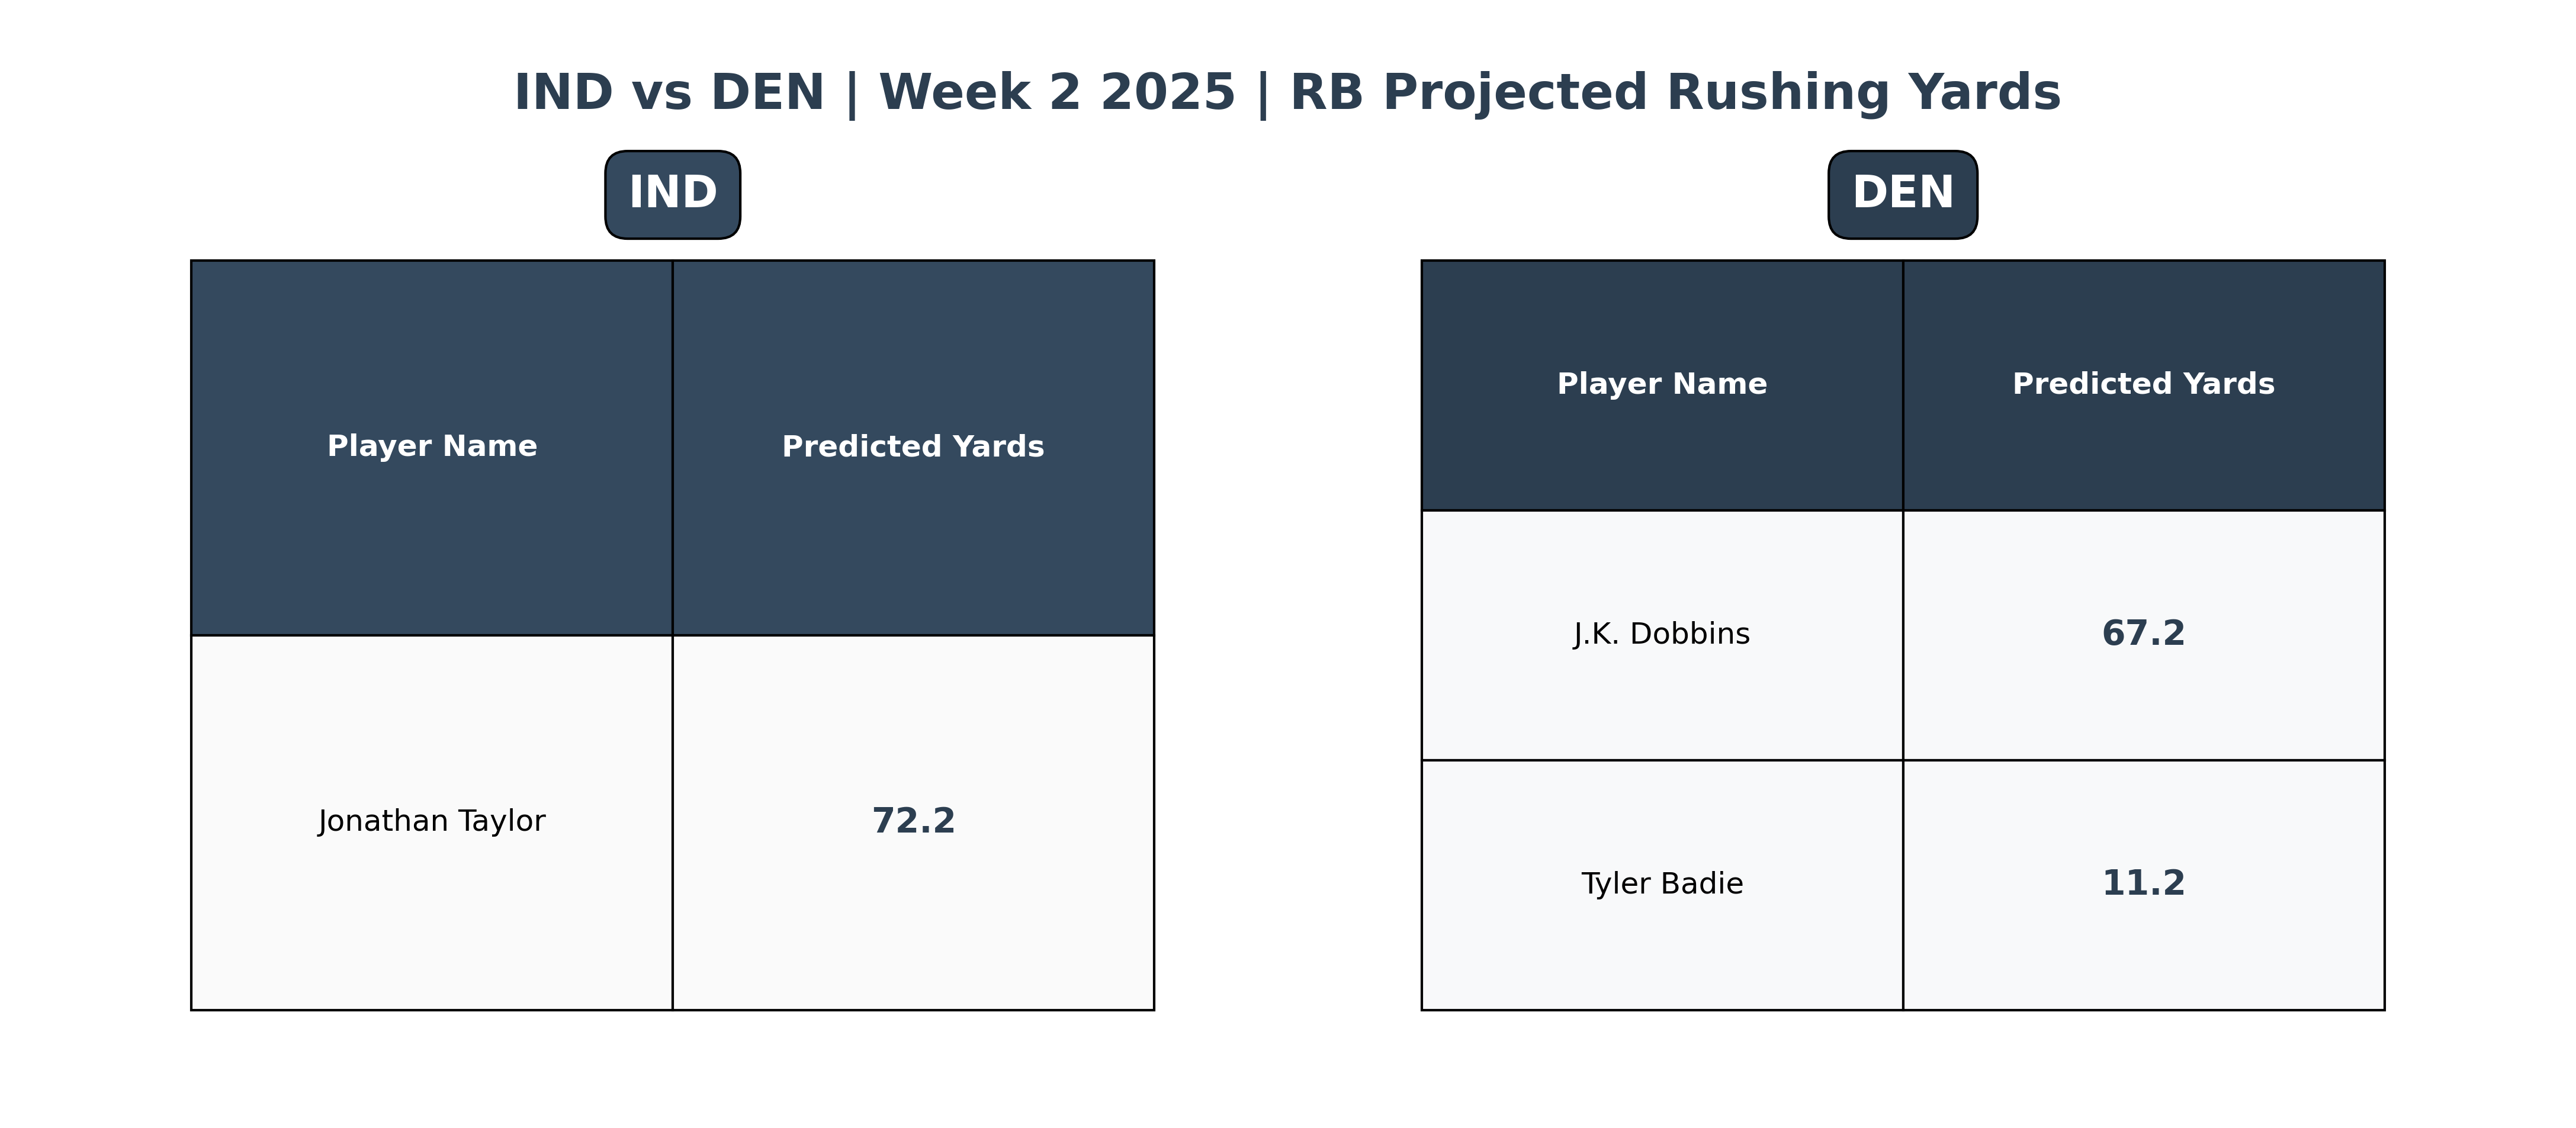 IND vs DEN | Week 2 2025 | RB Projected Rushing Yards
IND
Player Name Predicted Yards
Jonathan Taylor 72.2
DEN
Player Name Predicted Yards
J.K. Dobbins 67.2
Tyler Badie 11.2